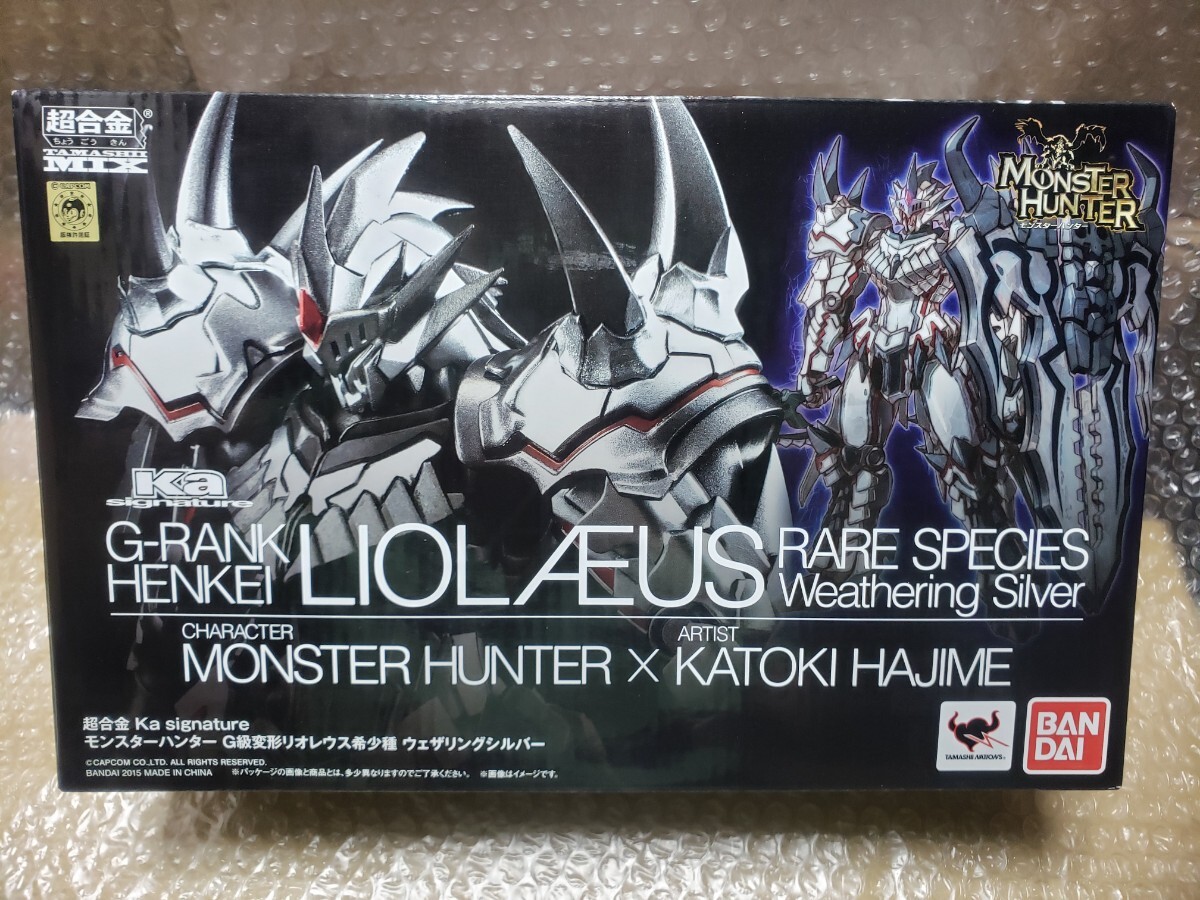 超合金
ちょうごうきん
®
TAMASHII
MIX
©CAPCOM
MONSTER
HUNTER
モンスターハンター
Ka
signature
G-RANK
HENKEI
LIOLÆUS
RARE SPECIES
Weathering Silver
CHARACTER
MONSTER HUNTER ×
ARTIST
KATOKI HAJIME
超合金 Ka signature
モンスターハンター G級変形リオレウス希少種 ウェザリングシルバー
©CAPCOM CO.,LTD. ALL RIGHTS RESERVED.
BANDAI 2015 MADE IN CHINA ※パッケージの画像と商品とは、多少異なりますのでご了承ください。 ※画像はイメージです。
TAMASHII NATIONS
BAN
DAI